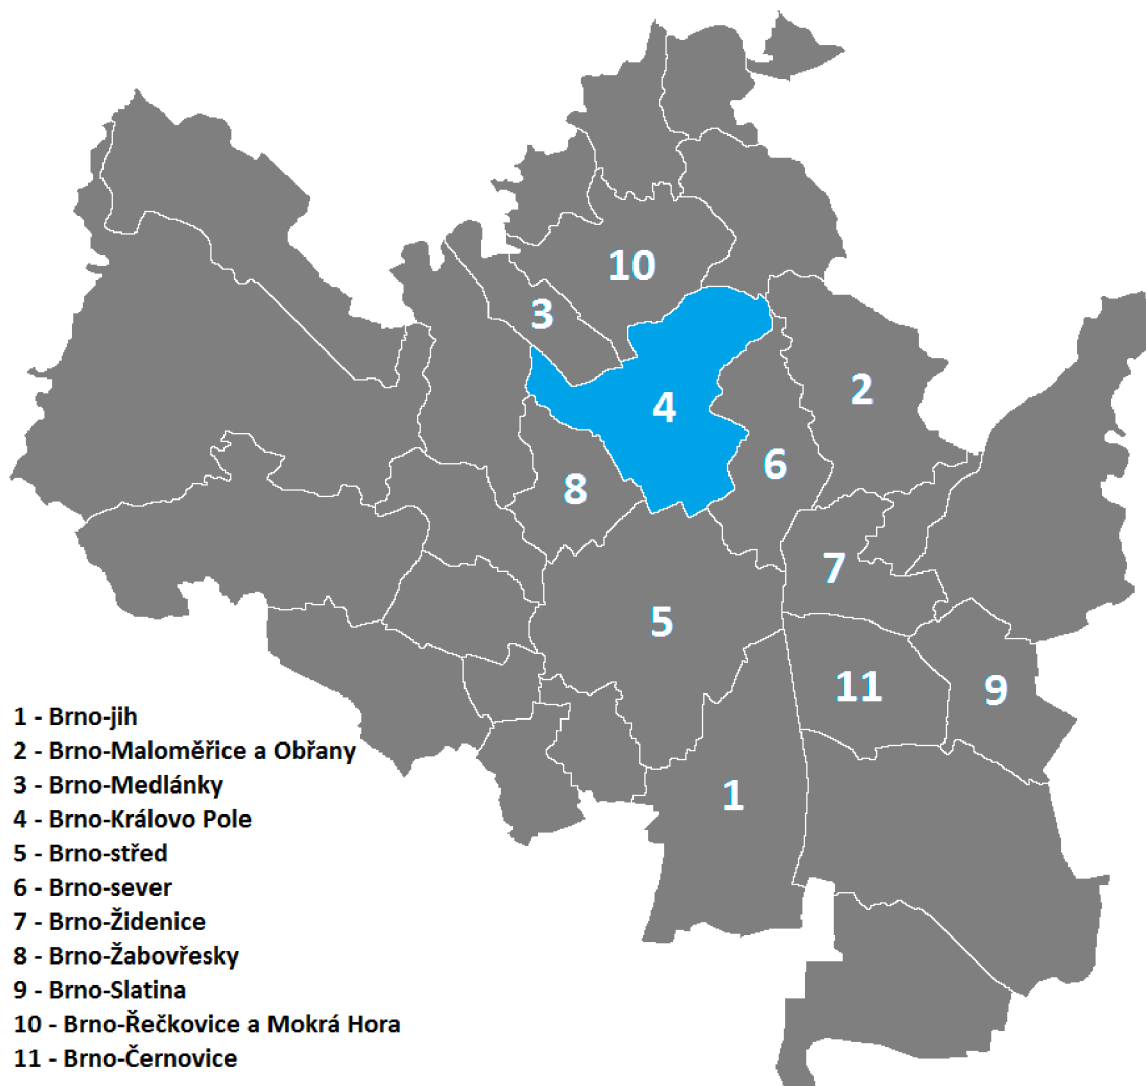 10
3
4
2
6
8
7
5
11
9
1
1 - Brno-jih
2 - Brno-Maloměřice a Obřany
3 - Brno-Medlánky
4 - Brno-Královo Pole
5 - Brno-střed
6 - Brno-sever
7 - Brno-Židenice
8 - Brno-Žabovřesky
9 - Brno-Slatina
10 - Brno-Řečkovice a Mokrá Hora
11 - Brno-Černovice